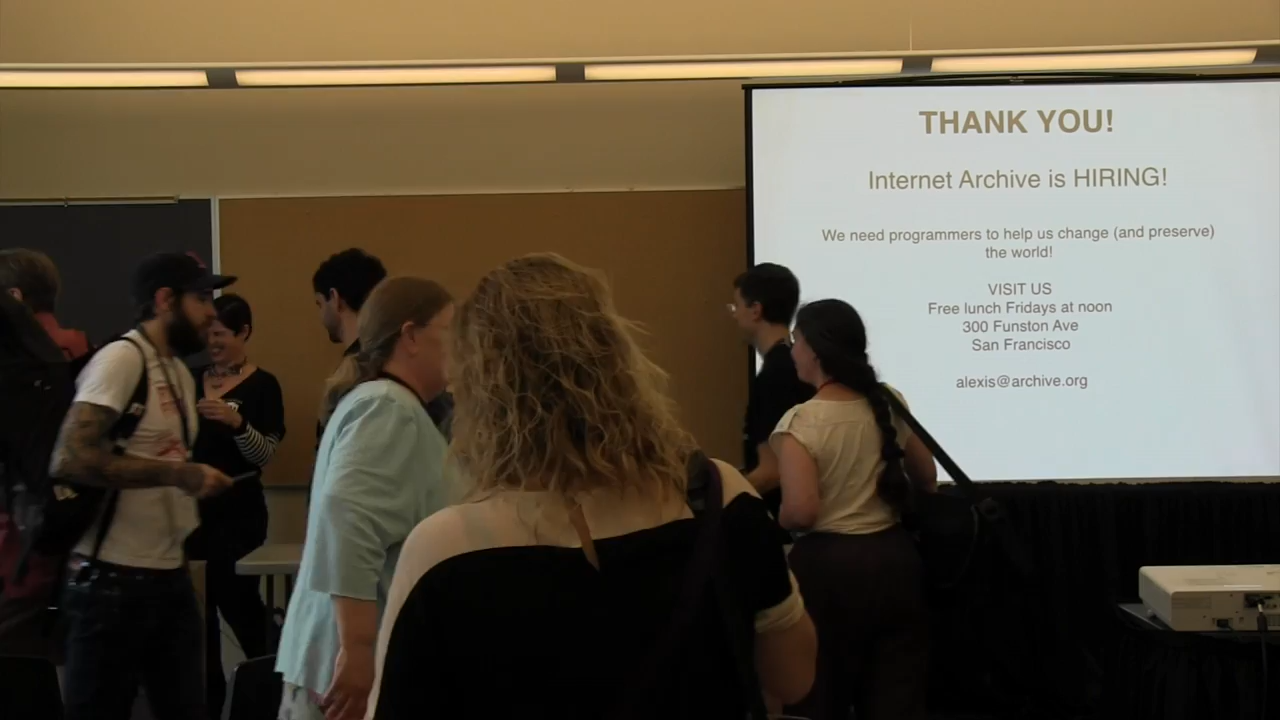 THANK YOU!
Internet Archive is HIRING!
We need programmers to help us change (and preserve)
the world!
VISIT US
Free lunch Fridays at noon
300 Funston Ave
San Francisco
alexis@archive.org